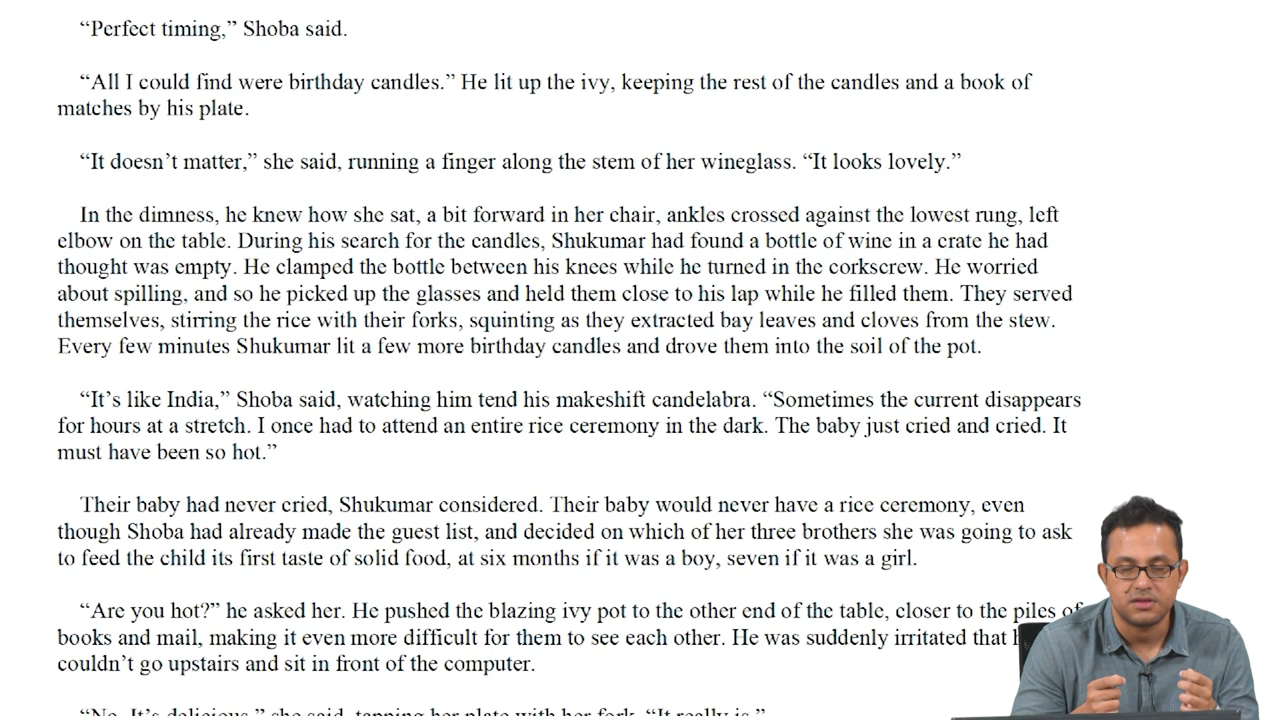 “Perfect timing,” Shoba said.
“All I could find were birthday candles.” He lit up the ivy, keeping the rest of the candles and a book of
matches by his plate.
“It doesn’t matter,” she said, running a finger along the stem of her wineglass. “It looks lovely.”
In the dimness, he knew how she sat, a bit forward in her chair, ankles crossed against the lowest rung, left
elbow on the table. During his search for the candles, Shukumar had found a bottle of wine in a crate he had
thought was empty. He clamped the bottle between his knees while he turned in the corkscrew. He worried
about spilling, and so he picked up the glasses and held them close to his lap while he filled them. They served
themselves, stirring the rice with their forks, squinting as they extracted bay leaves and cloves from the stew.
Every few minutes Shukumar lit a few more birthday candles and drove them into the soil of the pot.
“It’s like India,” Shoba said, watching him tend his makeshift candelabra. “Sometimes the current disappears
for hours at a stretch. I once had to attend an entire rice ceremony in the dark. The baby just cried and cried. It
must have been so hot.”
Their baby had never cried, Shukumar considered. Their baby would never have a rice ceremony, even
though Shoba had already made the guest list, and decided on which of her three brothers she was going to ask
to feed the child its first taste of solid food, at six months if it was a boy, seven if it was a girl.
“Are you hot?” he asked her. He pushed the blazing ivy pot to the other end of the table, closer to the piles of
books and mail, making it even more difficult for them to see each other. He was suddenly irritated that
couldn’t go upstairs and sit in front of the computer.
“No. It’s delicious,” she said, tapping her plate with her fork. “It really is.”